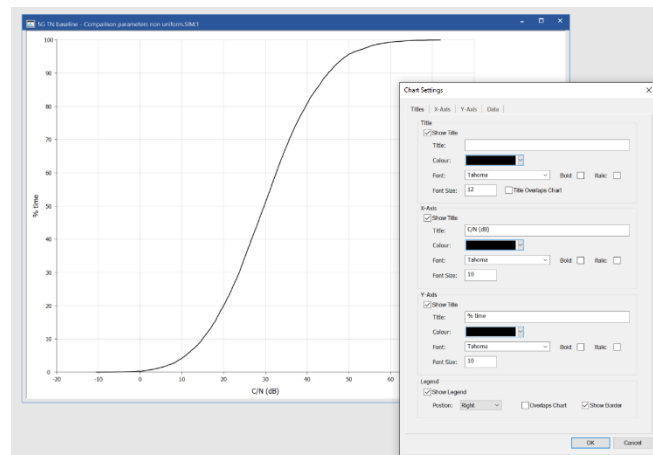 5G TN baseline - Comparison parameters non uniform.SIM:1
100
90
80
70
60
50
40
30
20
10
0
% time
-20 -10 0 10 20 30 40 50 60
C/N (dB)
Chart Settings
Titles X-Axis Y-Axis Data
Title
Show Title
Title:
Colour:
Font: Tahoma Bold: Italic:
Font Size: 12 Title Overlaps Chart
X-Axis
Show Title
Title: C/N (dB)
Colour:
Font: Tahoma Bold: Italic:
Font Size: 10
Y-Axis
Show Title
Title: % time
Colour:
Font: Tahoma Bold: Italic:
Font Size: 10
Legend
Show Legend
Position: Right Overlaps Chart Show Border
OK Cancel